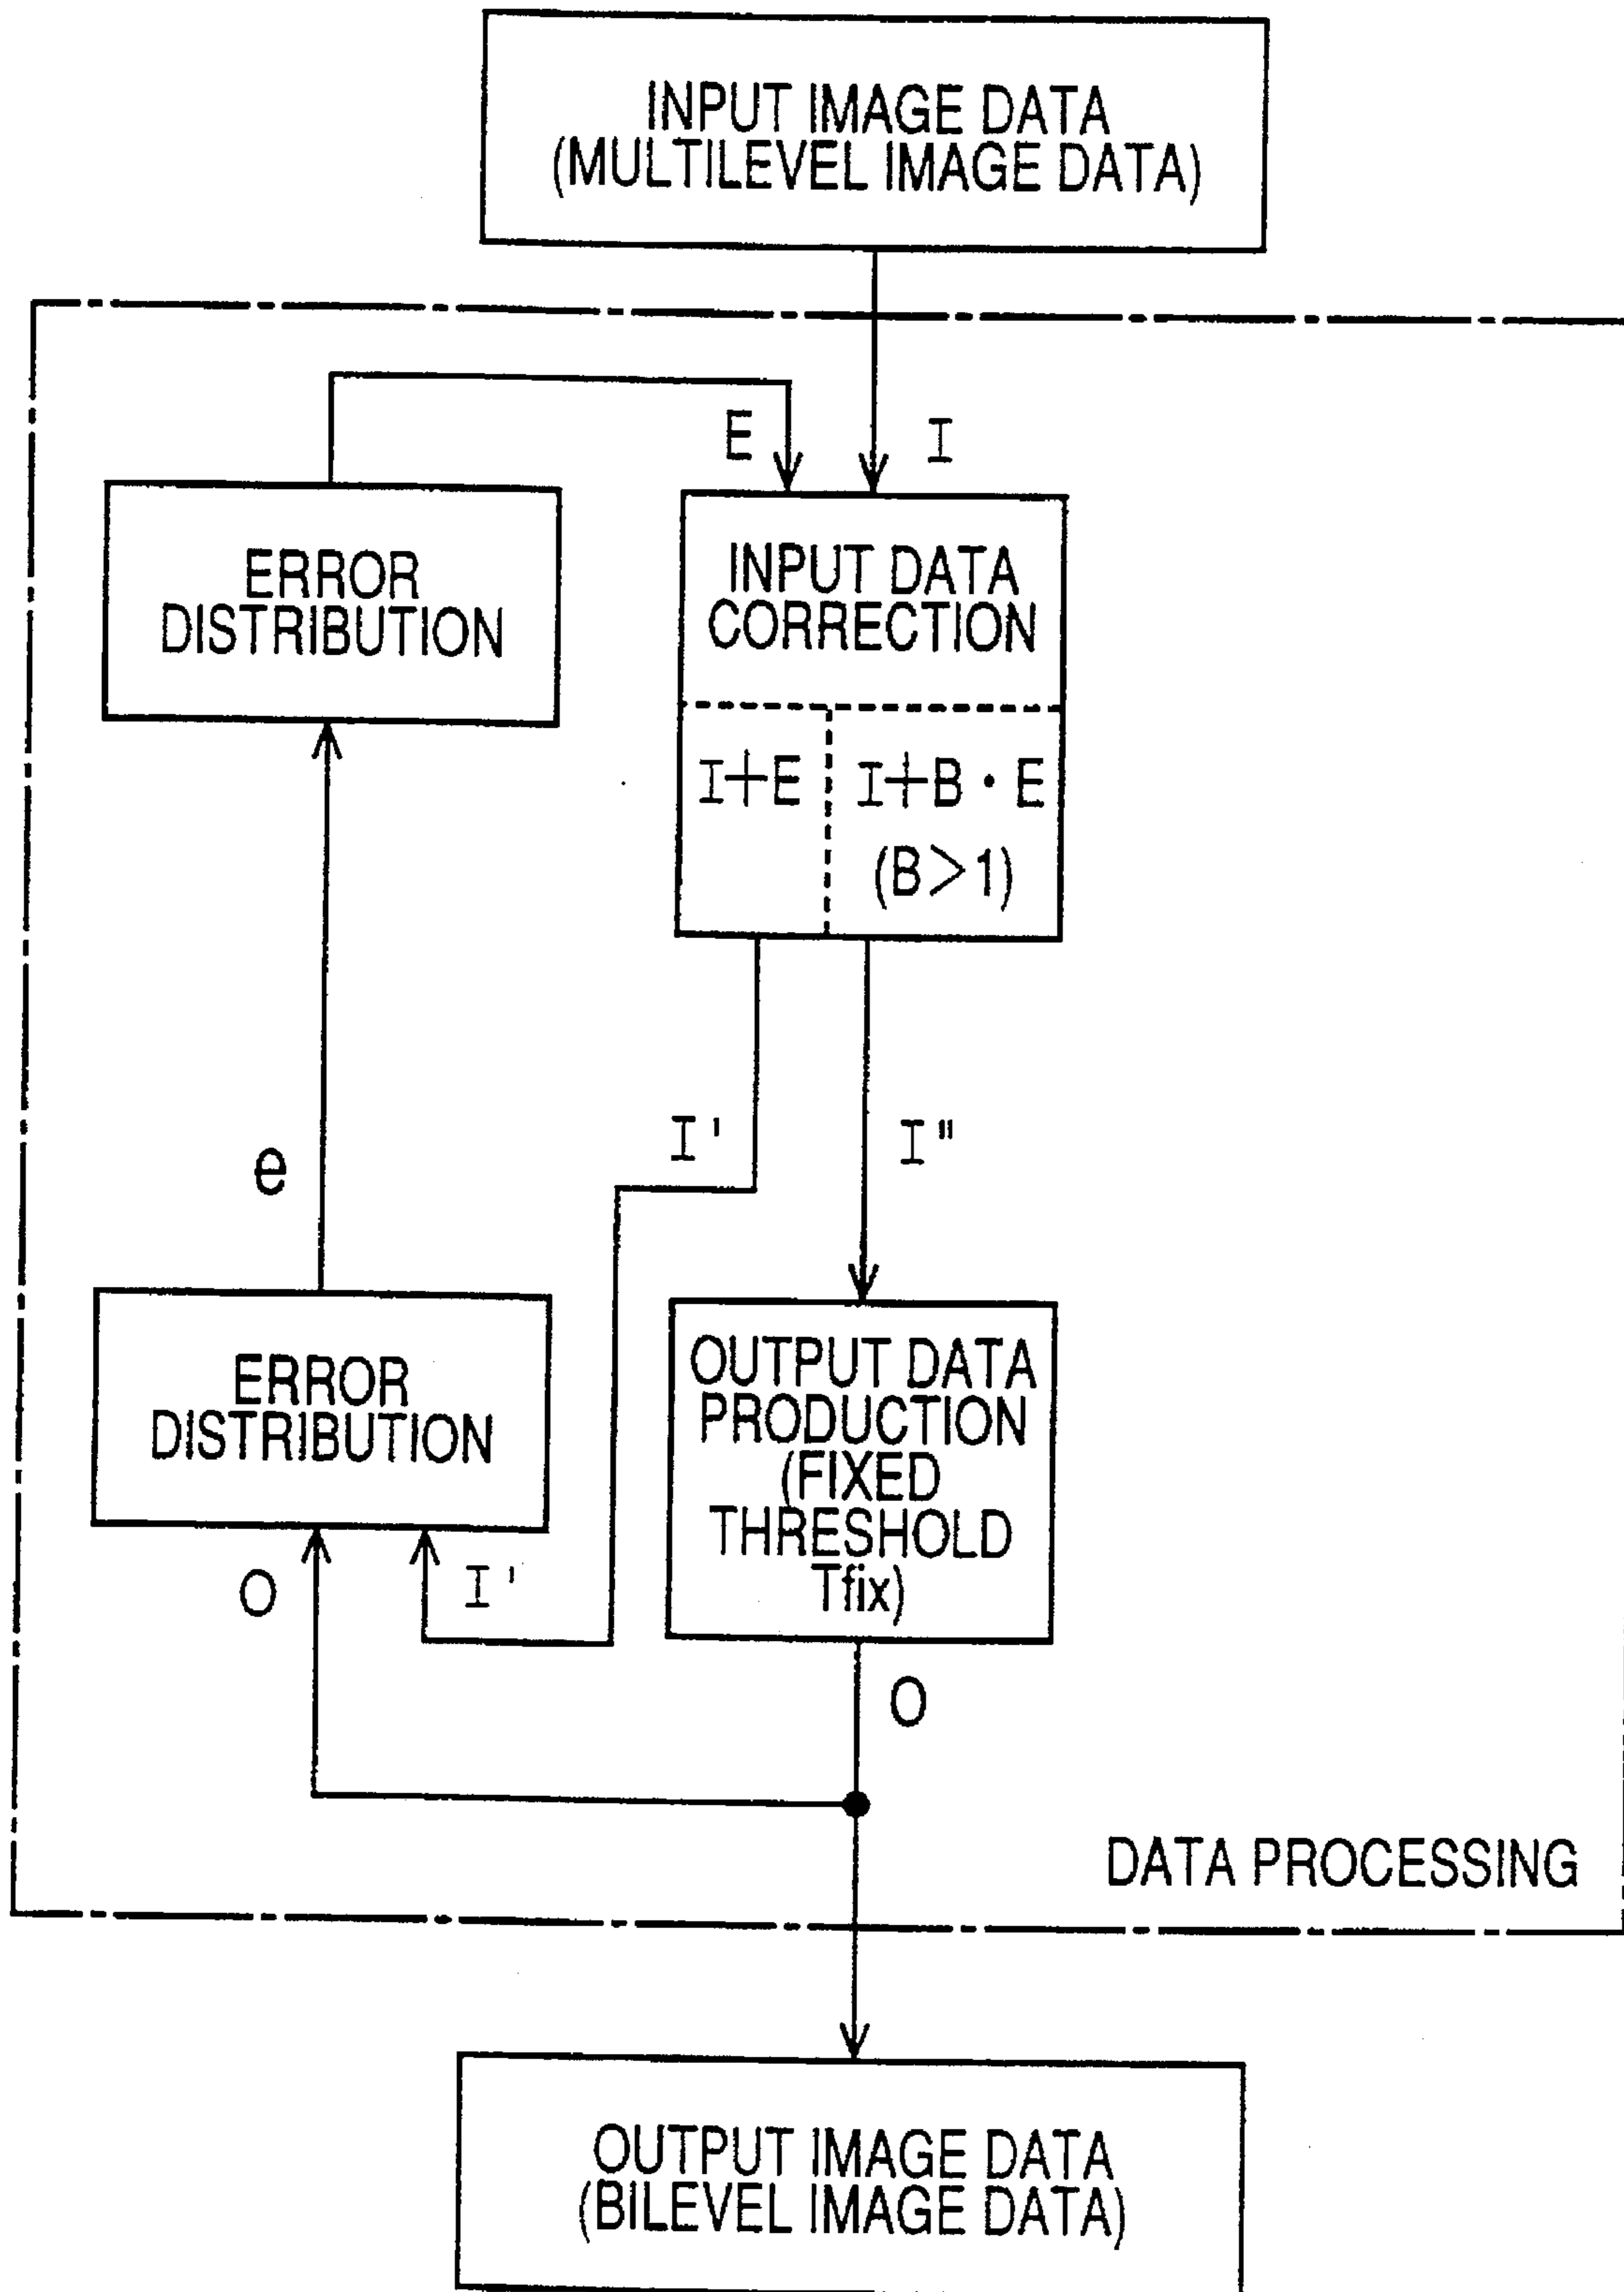 INPUT IMAGE DATA
(MULTILEVEL IMAGE DATA)
E
I
ERROR
DISTRIBUTION
INPUT DATA
CORRECTION
I+E
I+B・E
(B>1)
I'
I"
e
ERROR
DISTRIBUTION
OUTPUT DATA
PRODUCTION
(FIXED
THRESHOLD
Tfix)
O
I'
O
DATA PROCESSING
OUTPUT IMAGE DATA
(BILEVEL IMAGE DATA)